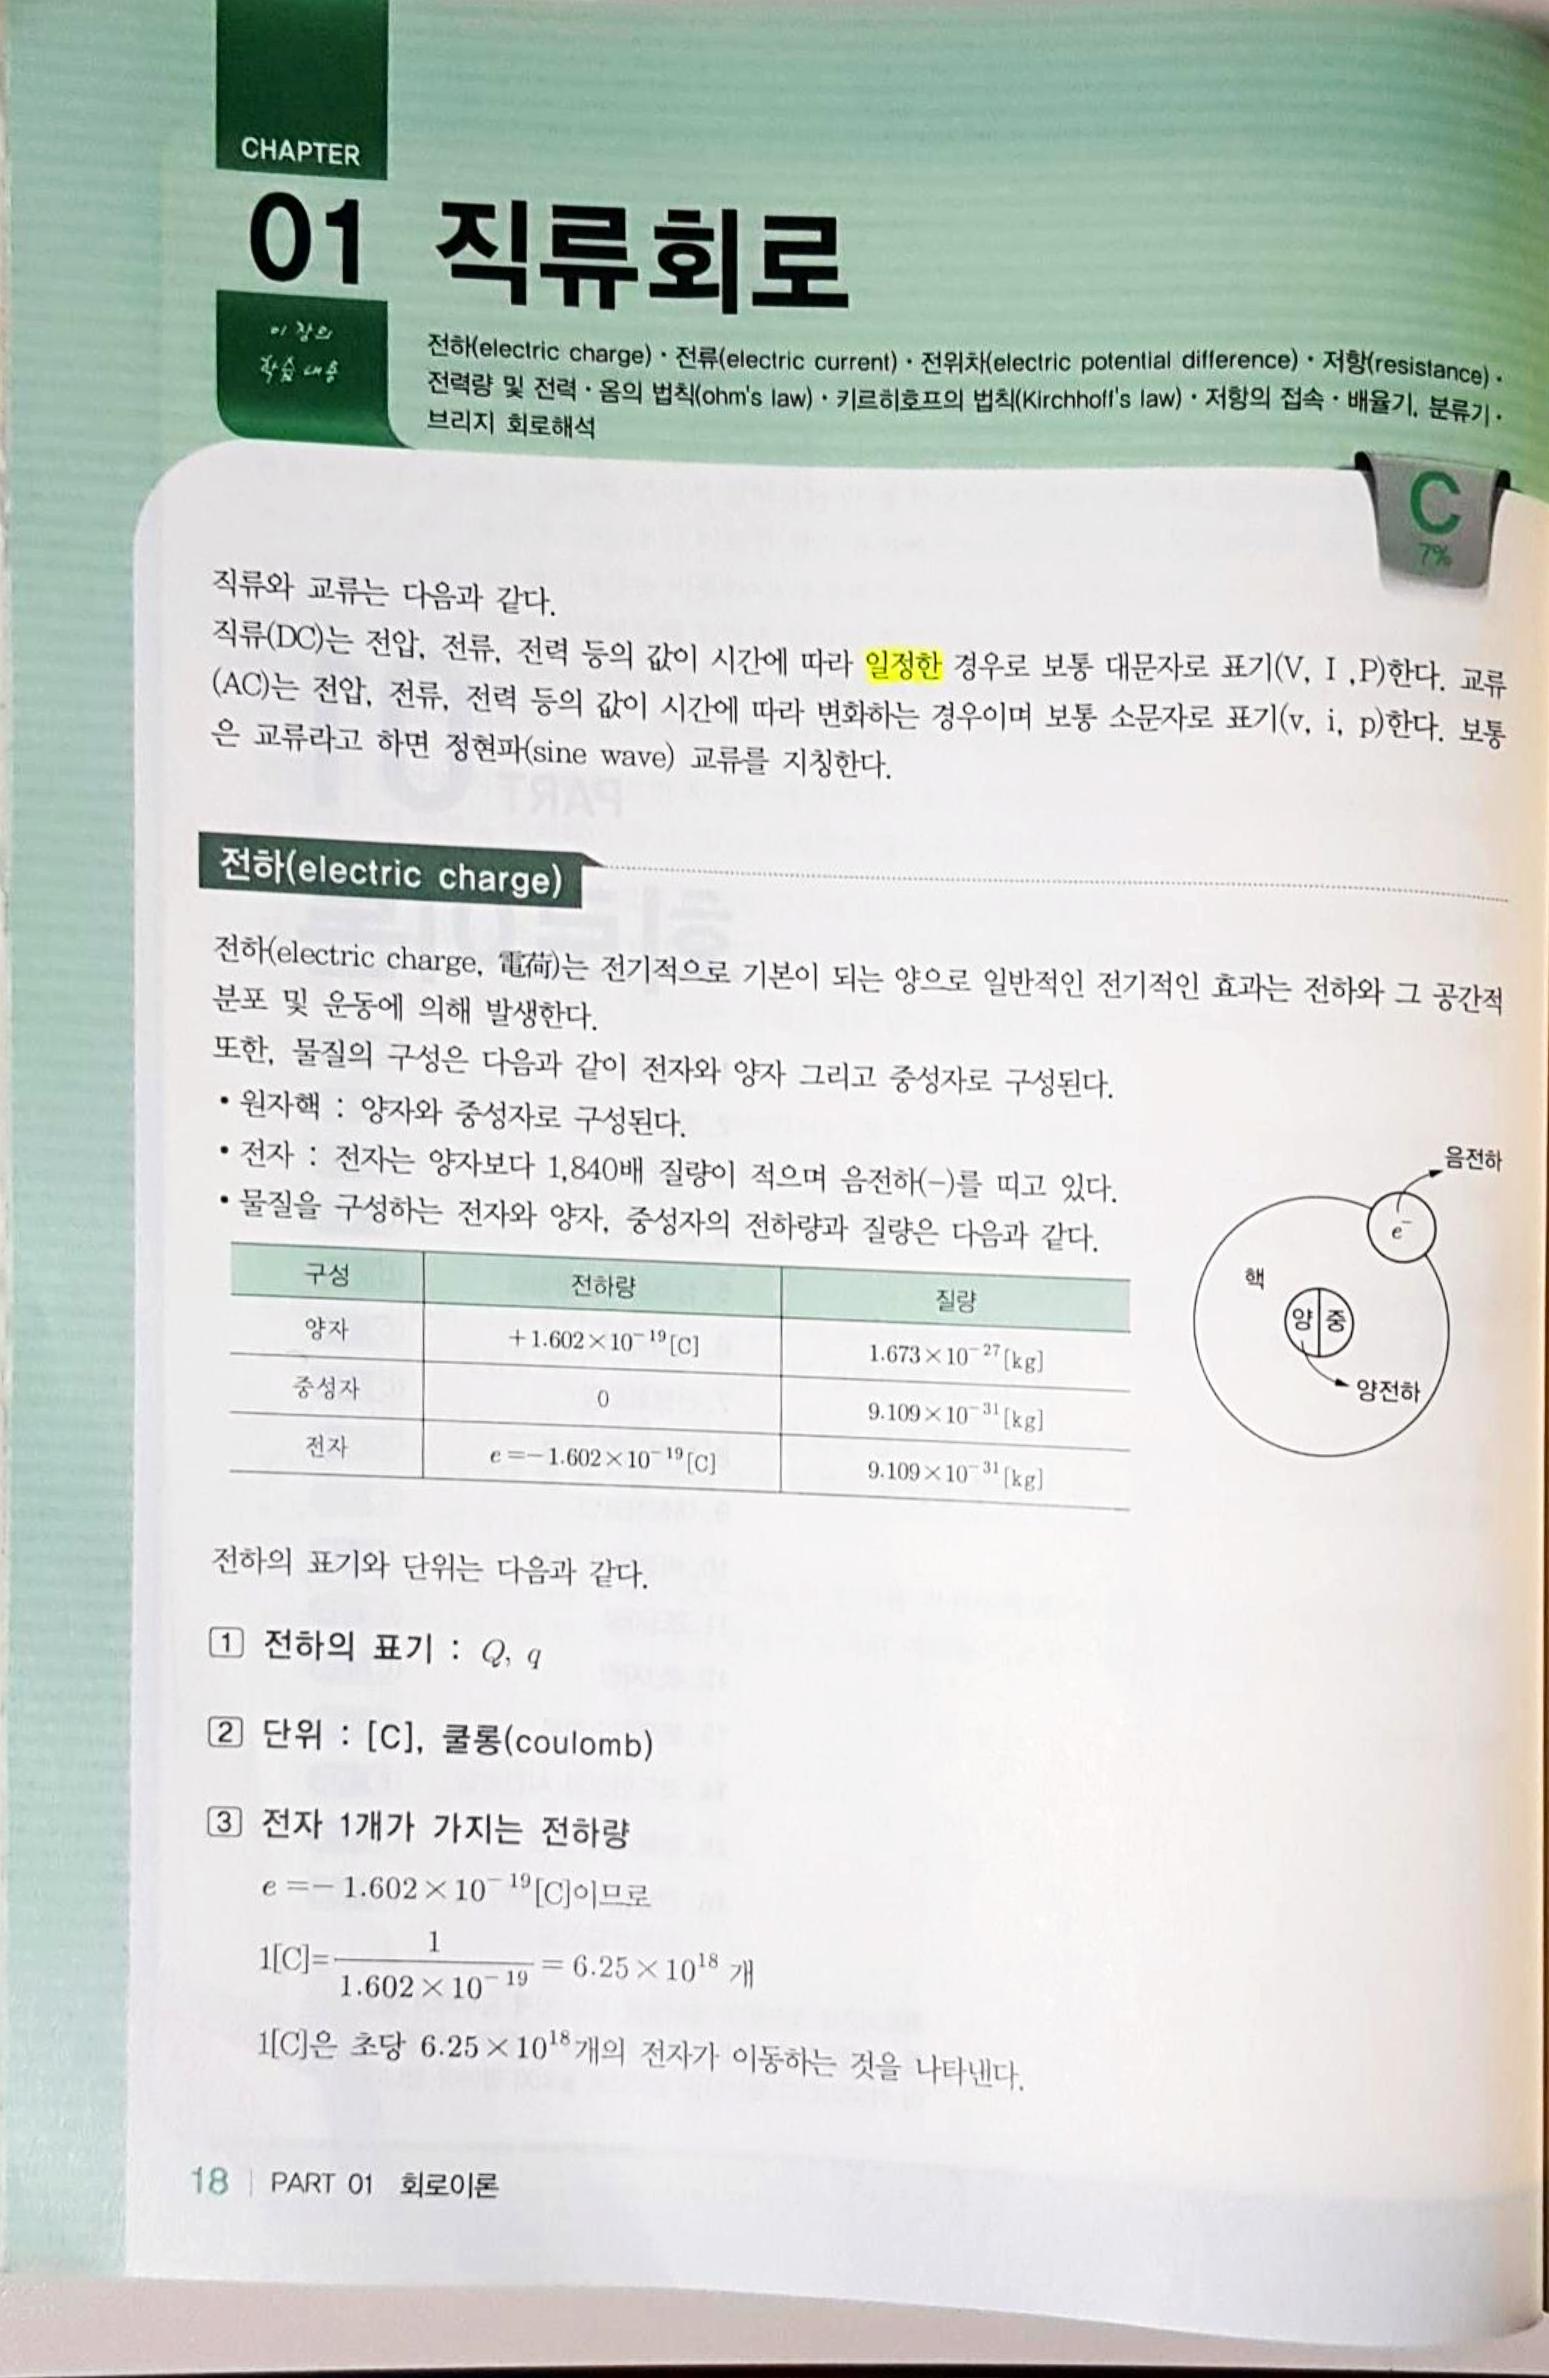 CHAPTER
01 직류회로
이 장의
학습 내용
전하(electric charge)・전류(electric current)・전위차(electric potential difference)・저항(resistance)・
전력량 및 전력・옴의 법칙(ohm's law)・키르히호프의 법칙(Kirchhoff's law)・저항의 접속・배율기, 분류기・
브리지 회로해석
C
7%
직류와 교류는 다음과 같다.
직류(DC)는 전압, 전류, 전력 등의 값이 시간에 따라 일정한 경우로 보통 대문자로 표기(V, I ,P)한다. 교류
(AC)는 전압, 전류, 전력 등의 값이 시간에 따라 변화하는 경우이며 보통 소문자로 표기(v, i, p)한다. 보통
은 교류라고 하면 정현파(sine wave) 교류를 지칭한다.
전하(electric charge)
전하(electric charge, 電荷)는 전기적으로 기본이 되는 양으로 일반적인 전기적인 효과는 전하와 그 공간적
분포 및 운동에 의해 발생한다.
또한, 물질의 구성은 다음과 같이 전자와 양자 그리고 중성자로 구성된다.
• 원자핵 : 양자와 중성자로 구성된다.
• 전자 : 전자는 양자보다 1,840배 질량이 적으며 음전하(−)를 띠고 있다.
• 물질을 구성하는 전자와 양자, 중성자의 전하량과 질량은 다음과 같다.
구성 전하량 질량
양자 +1.602×10⁻¹⁹[C] 1.673×10⁻²⁷[kg]
중성자 0 9.109×10⁻³¹[kg]
전자 e=−1.602×10⁻¹⁹[C] 9.109×10⁻³¹[kg]
음전하
e⁻
핵
양 중
양전하
전하의 표기와 단위는 다음과 같다.
1 전하의 표기 : Q, q
2 단위 : [C], 쿨롱(coulomb)
3 전자 1개가 가지는 전하량
e=−1.602×10⁻¹⁹[C]이므로
1[C]=1/(1.602×10⁻¹⁹)=6.25×10¹⁸ 개
1[C]은 초당 6.25×10¹⁸개의 전자가 이동하는 것을 나타낸다.
18 | PART 01 회로이론